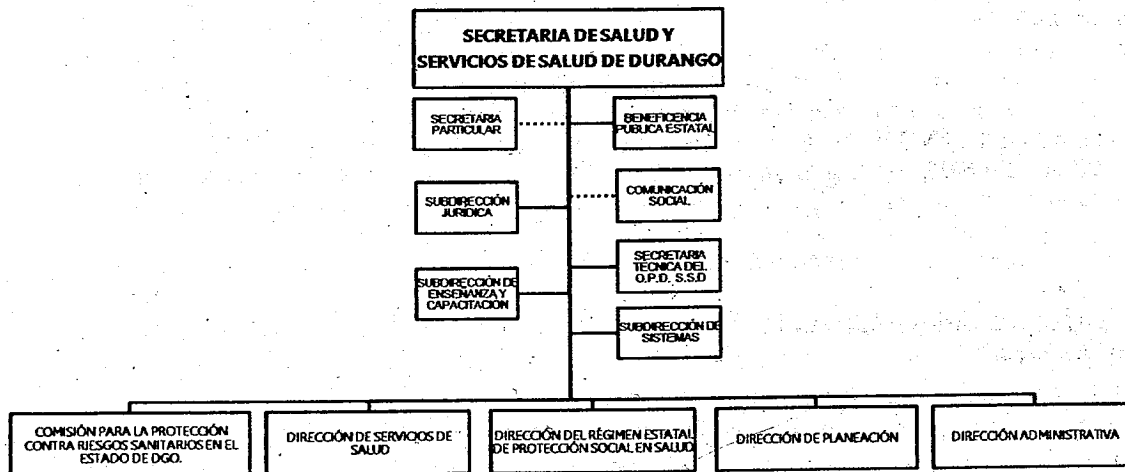 SECRETARIA DE SALUD Y
SERVICIOS DE SALUD DE DURANGO
SECRETARIA
PARTICULAR
BENEFICENCIA
PUBLICA ESTATAL
SUBDIRECCIÓN
JURIDICA
COMUNICACIÓN
SOCIAL
SECRETARIA
TECNICA DEL
O.P.D. S.S.D
SUBDIRECCIÓN DE
ENSEÑANZA Y
CAPACITACIÓN
SUBDIRECCIÓN DE
SISTEMAS
COMISIÓN PARA LA PROTECCIÓN
CONTRA RIESGOS SANITARIOS EN EL
ESTADO DE DGO.
DIRECCIÓN DE SERVICIOS DE
SALUD
DIRECCIÓN DEL RÉGIMEN ESTATAL
DE PROTECCIÓN SOCIAL EN SALUD
DIRECCIÓN DE PLANEACIÓN
DIRECCIÓN ADMINISTRATIVA